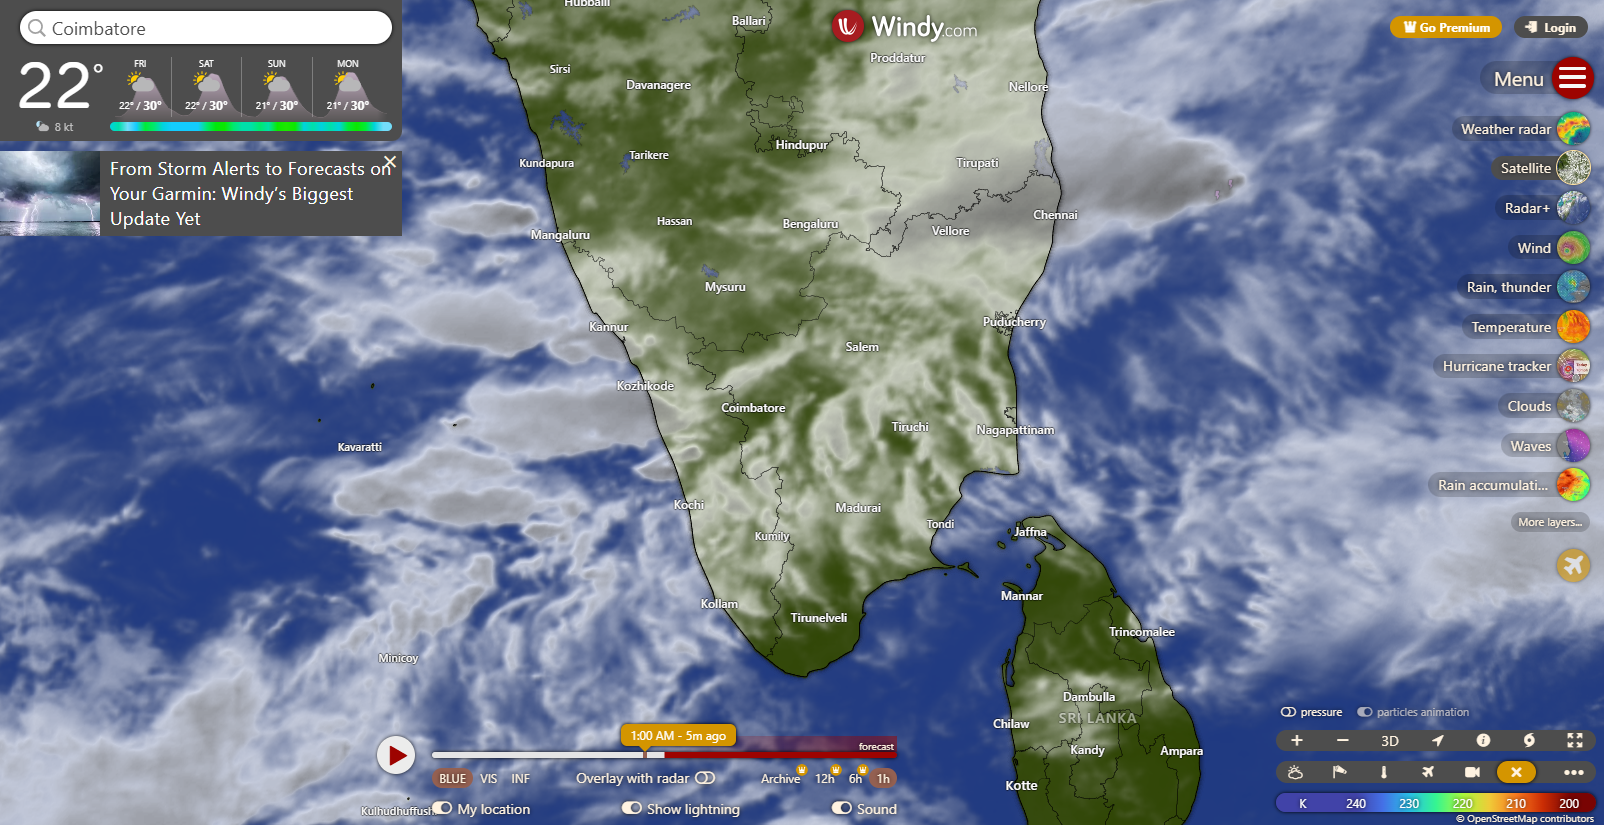 Coimbatore
22°
8 kt
FRI
22° / 30°
SAT
22° / 30°
SUN
21° / 30°
MON
21° / 30°
From Storm Alerts to Forecasts on
Your Garmin: Windy’s Biggest
Update Yet
Windy.com
Go Premium
Login
Menu
Weather radar
Satellite
Radar+
Wind
Rain, thunder
Temperature
Hurricane tracker
Clouds
Waves
Rain accumulati...
More layers...
Hubballi
Ballari
Proddatur
Sirsi
Davanagere
Nellore
Hindupur
Kundapura
Tarikere
Tirupati
Hassan
Bengaluru
Chennai
Mangaluru
Vellore
Mysuru
Kannur
Puducherry
Salem
Kozhikode
Coimbatore
Tiruchi
Nagapattinam
Kavaratti
Kochi
Madurai
Tondi
Kumily
Jaffna
Mannar
Kollam
Tirunelveli
Trincomalee
Minicoy
Dambulla
SRI LANKA
Chilaw
Kandy
Ampara
Kotte
Kulhudhuffush
1:00 AM - 5m ago
forecast
BLUE
VIS
INF
Overlay with radar
Archive
12h
6h
1h
My location
Show lightning
Sound
pressure
particles animation
3D
K 240 230 220 210 200
© OpenStreetMap contributors